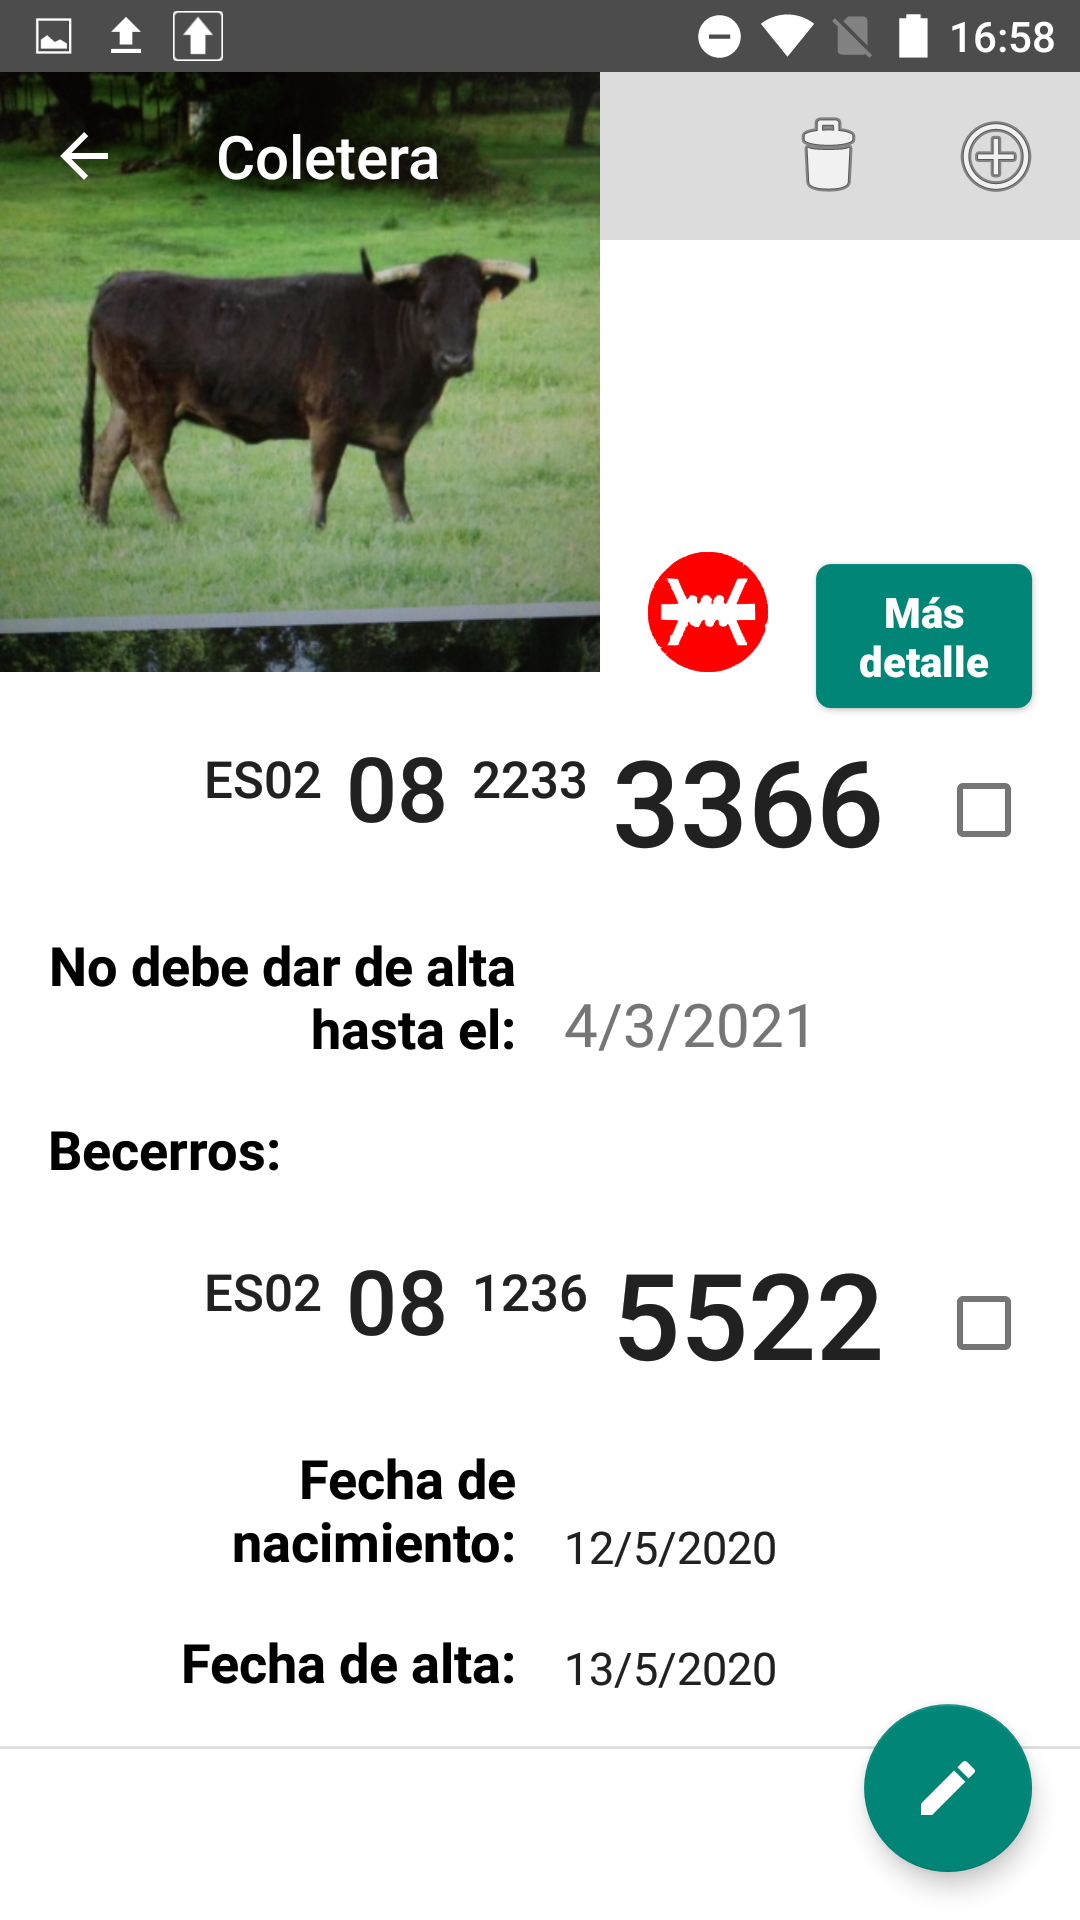 16:58
Coletera
Más
detalle
ES02 08 2233 3366
No debe dar de alta
hasta el: 4/3/2021
Becerros:
ES02 08 1236 5522
Fecha de
nacimiento: 12/5/2020
Fecha de alta: 13/5/2020